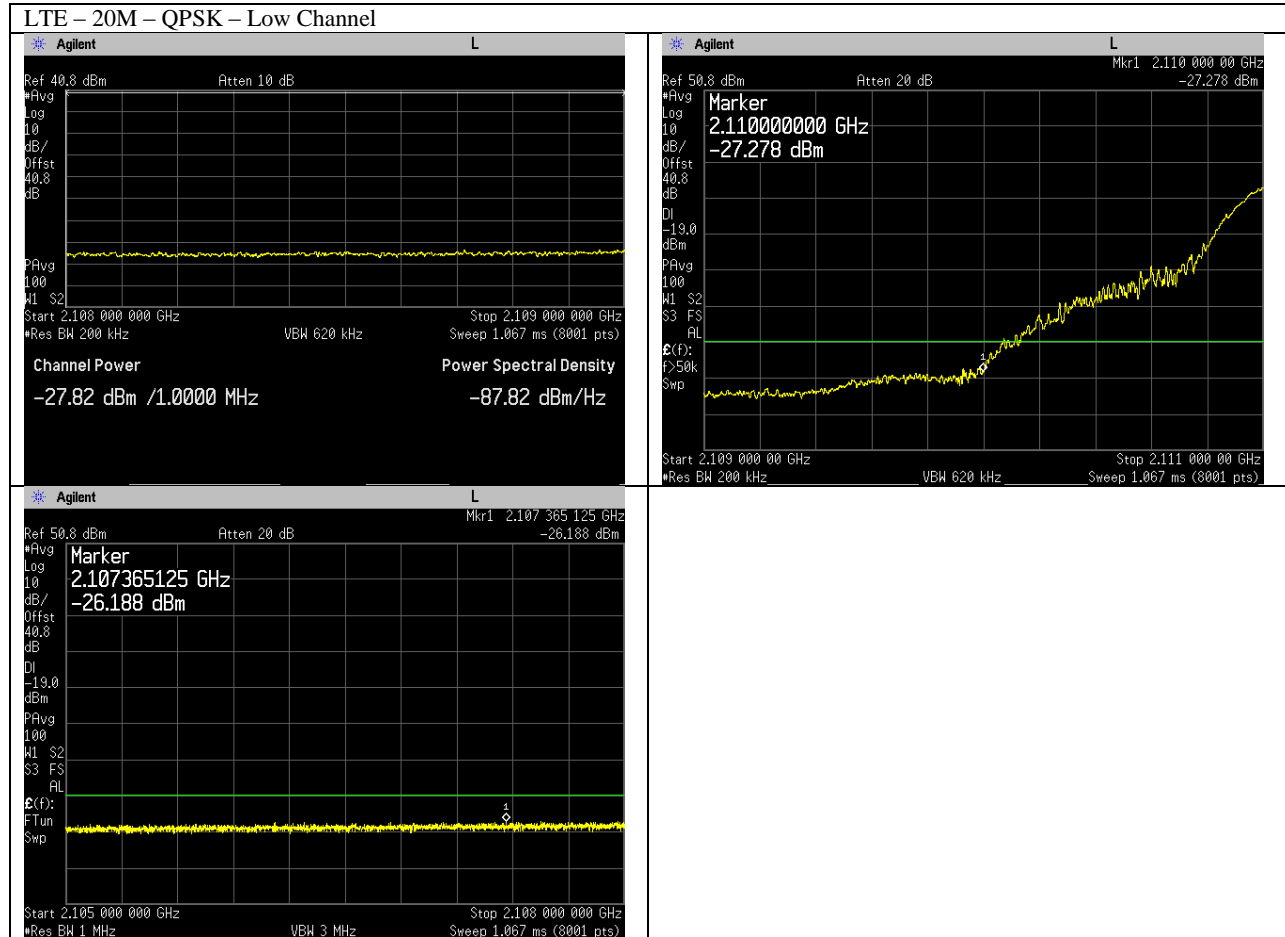 LTE – 20M – QPSK – Low Channel
Agilent L
Ref 40.8 dBm Atten 10 dB
#Avg
Log
10
dB/
Offst
40.8
dB
PAvg
100
W1 S2
Start 2.108 000 000 GHz Stop 2.109 000 000 GHz
#Res BW 200 kHz VBW 620 kHz Sweep 1.067 ms (8001 pts)
Channel Power Power Spectral Density
-27.82 dBm /1.0000 MHz -87.82 dBm/Hz
Agilent L
Mkr1 2.110 000 00 GHz
Ref 50.8 dBm Atten 20 dB -27.278 dBm
#Avg
Log
10
dB/
Offst
40.8
dB
DI
-19.0
dBm
PAvg
100
W1 S2
S3 FS
AL
£(f):
f>50k
Swp
Marker
2.110000000 GHz
-27.278 dBm
1
Start 2.109 000 00 GHz Stop 2.111 000 00 GHz
#Res BW 200 kHz VBW 620 kHz Sweep 1.067 ms (8001 pts)
Agilent L
Mkr1 2.107 365 125 GHz
Ref 50.8 dBm Atten 20 dB -26.188 dBm
#Avg
Log
10
dB/
Offst
40.8
dB
DI
-19.0
dBm
PAvg
100
W1 S2
S3 FS
AL
£(f):
FTun
Swp
Marker
2.107365125 GHz
-26.188 dBm
1
Start 2.105 000 000 GHz Stop 2.108 000 000 GHz
#Res BW 1 MHz VBW 3 MHz Sweep 1.067 ms (8001 pts)